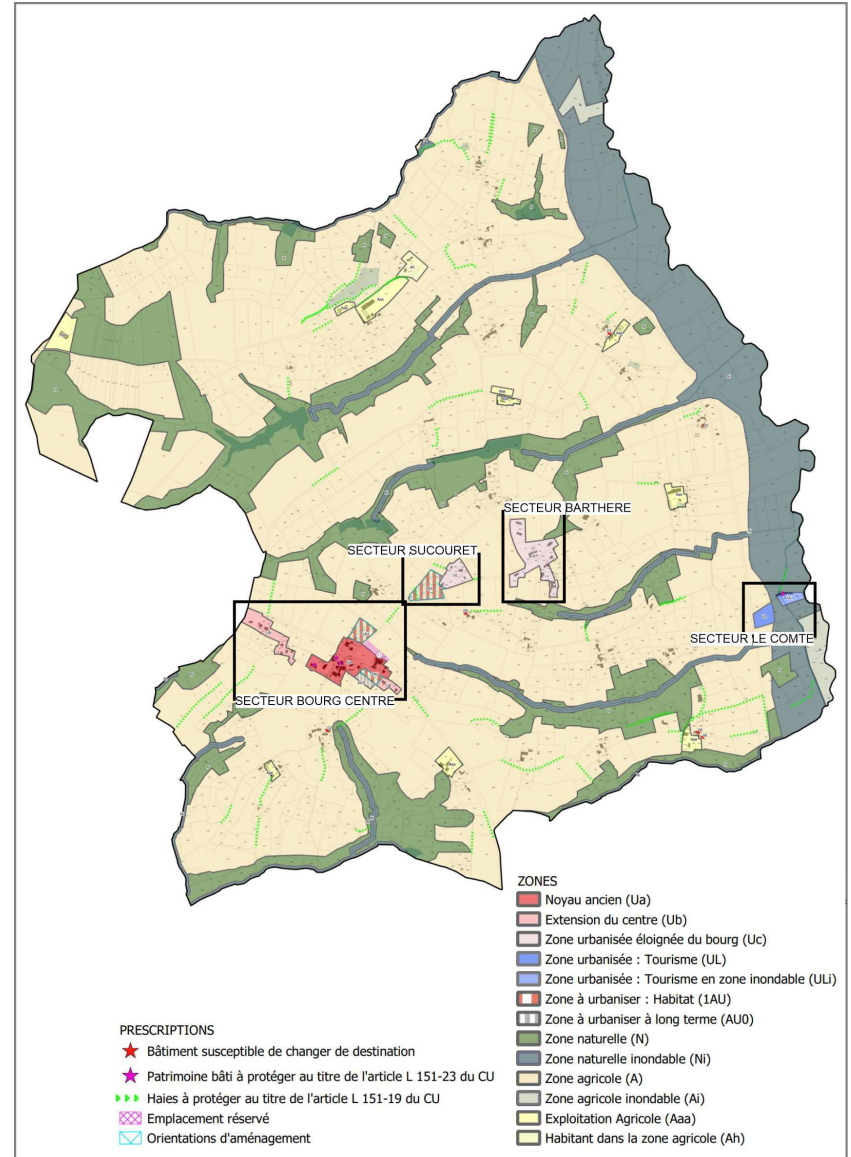 SECTEUR BARTHERE
SECTEUR SUCOURET
SECTEUR LE COMTE
SECTEUR BOURG CENTRE
ZONES
Noyau ancien (Ua)
Extension du centre (Ub)
Zone urbanisée éloignée du bourg (Uc)
Zone urbanisée : Tourisme (UL)
Zone urbanisée : Tourisme en zone inondable (ULi)
Zone à urbaniser : Habitat (1AU)
Zone à urbaniser à long terme (AU0)
Zone naturelle (N)
Zone naturelle inondable (Ni)
Zone agricole (A)
Zone agricole inondable (Ai)
Exploitation Agricole (Aaa)
Habitant dans la zone agricole (Ah)
PRESCRIPTIONS
Bâtiment susceptible de changer de destination
Patrimoine bâti à protéger au titre de l'article L 151-23 du CU
Haies à protéger au titre de l'article L 151-19 du CU
Emplacement réservé
Orientations d'aménagement